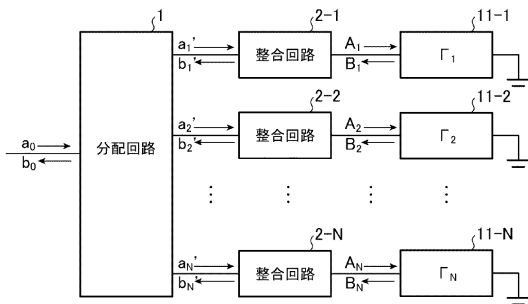 1
2-1
11-1
a₁' A₁
b₁' 整合回路 B₁ Γ₁
2-2
11-2
a₂' A₂
b₂' 整合回路 B₂ Γ₂
a₀
b₀
分配回路
2-N
11-N
aN' AN
bN' 整合回路 BN ΓN